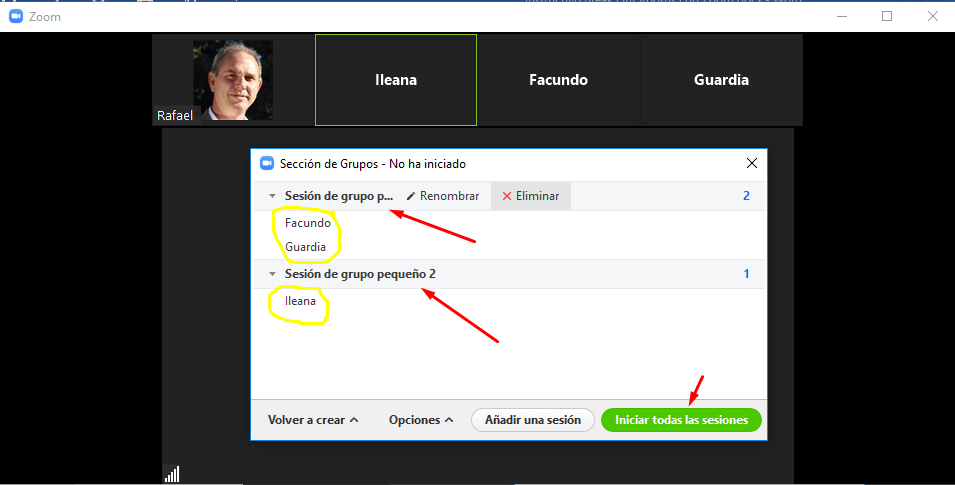 Zoom
Rafael
Ileana
Facundo
Guardia
Sección de Grupos - No ha iniciado
Sesión de grupo p... Renombrar Eliminar 2
Facundo
Guardia
Sesión de grupo pequeño 2 1
Ileana
Volver a crear Opciones Añadir una sesión Iniciar todas las sesiones